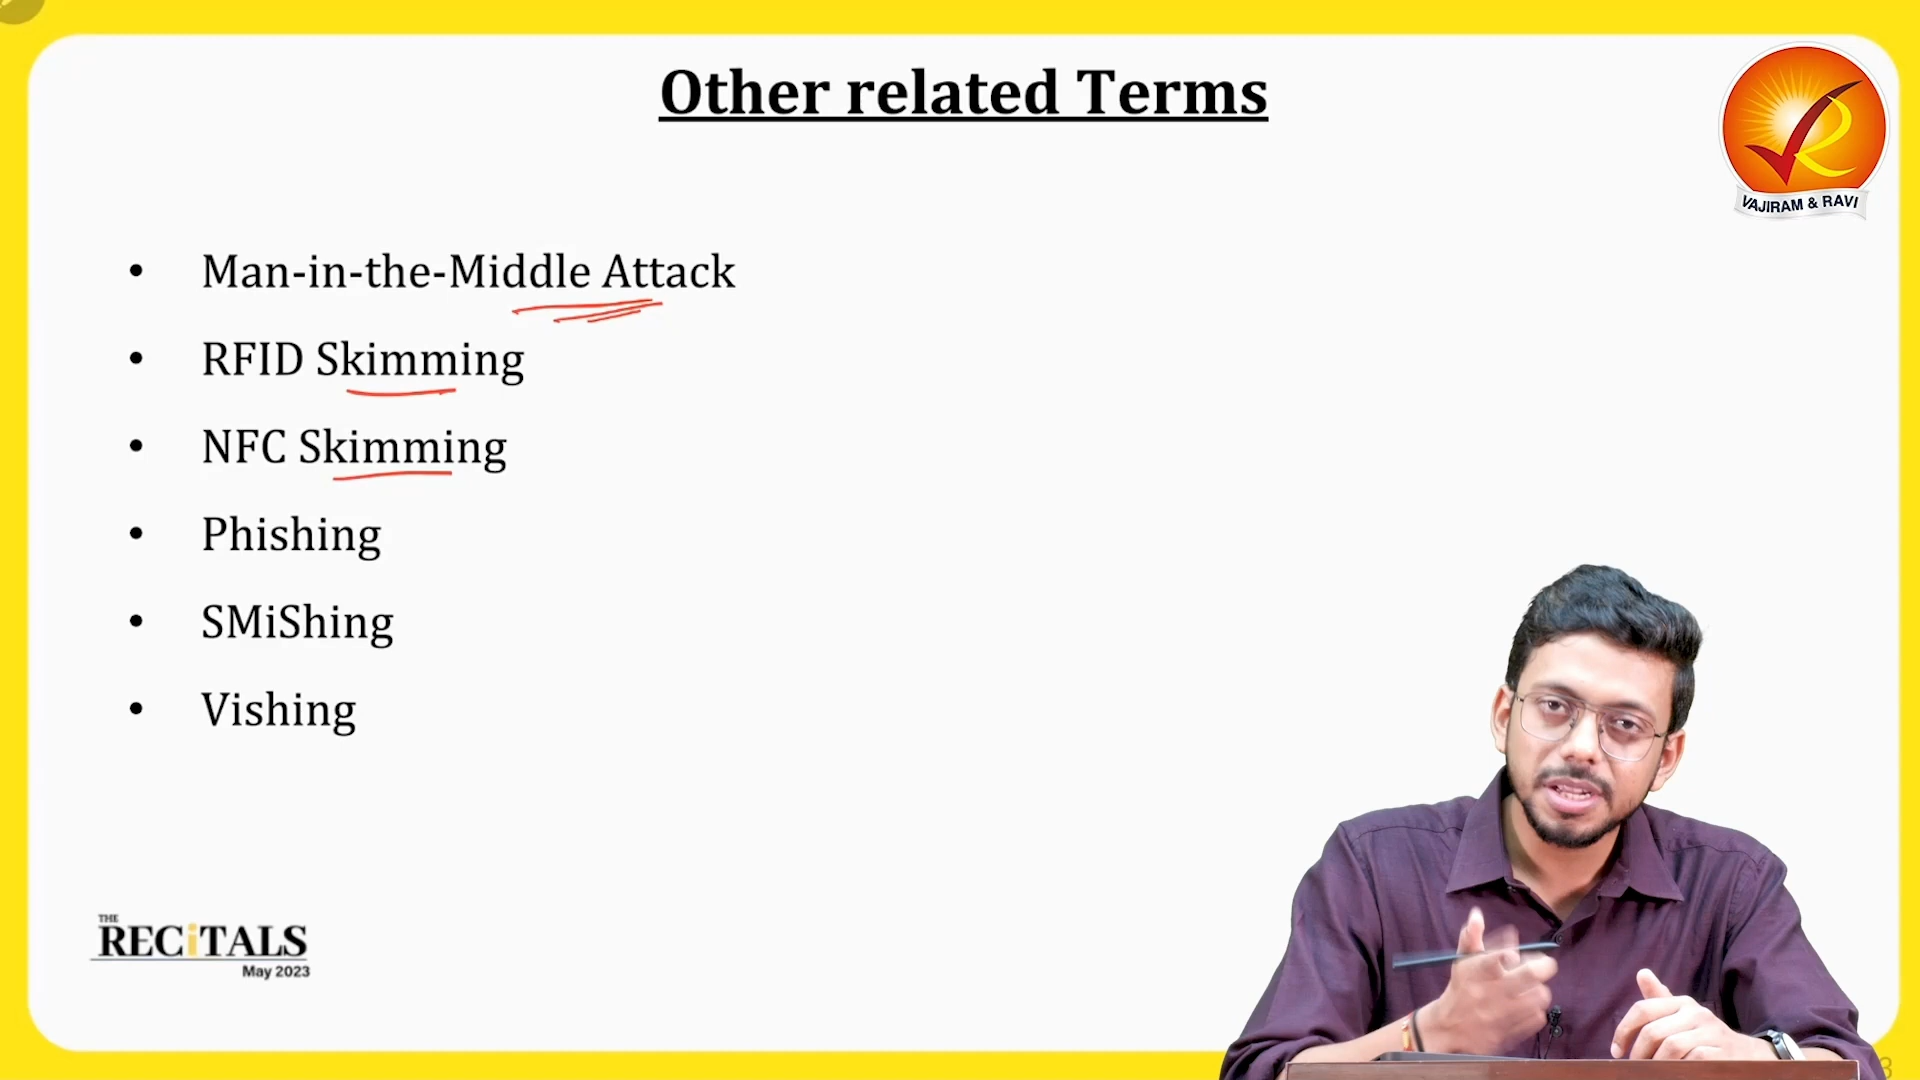 Other related Terms
VAJIRAM & RAVI
• Man-in-the-Middle Attack
• RFID Skimming
• NFC Skimming
• Phishing
• SMiShing
• Vishing
THE
RECiTALS
May 2023
3